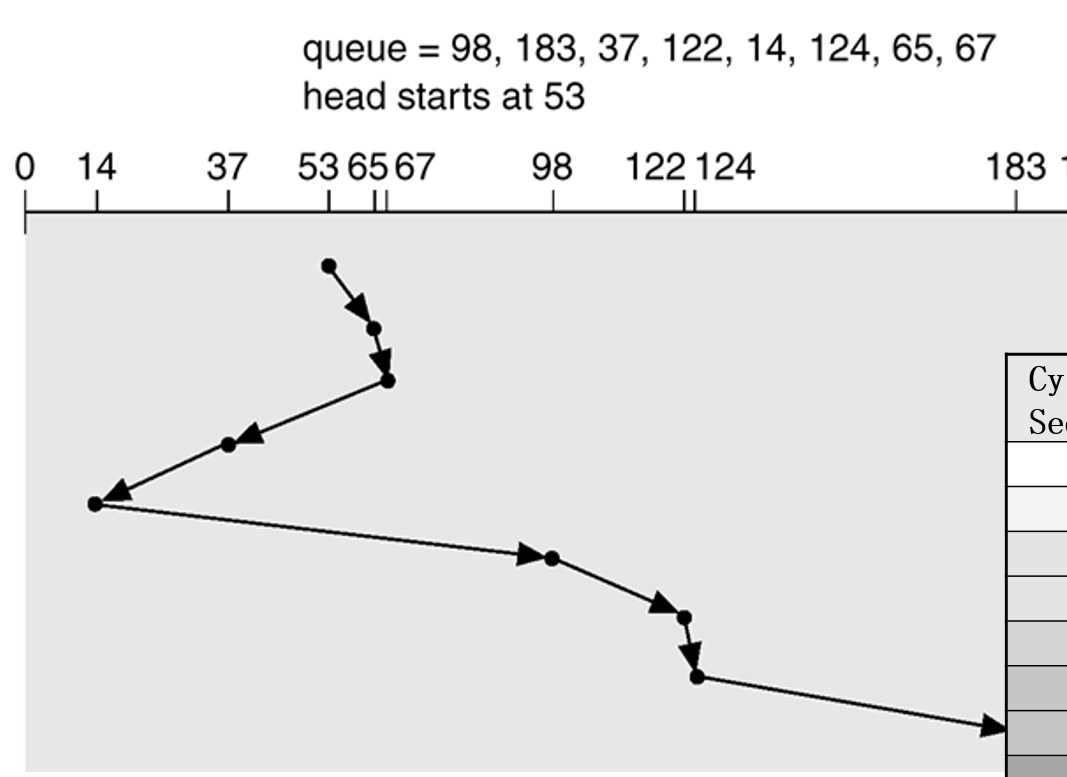 queue = 98, 183, 37, 122, 14, 124, 65, 67
head starts at 53
0 14 37 53 65 67 98 122 124 183
Cy